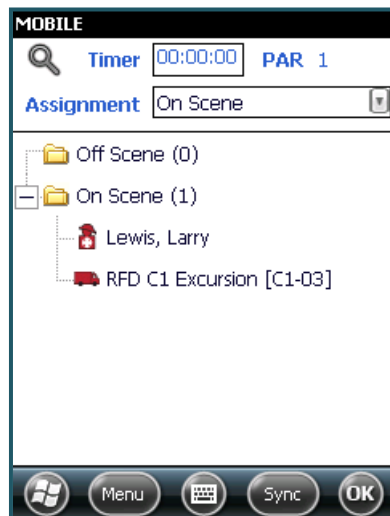 MOBILE
Timer 00:00:00 PAR 1
Assignment On Scene
Off Scene (0)
On Scene (1)
Lewis, Larry
RFD C1 Excursion [C1-03]
Menu Sync OK